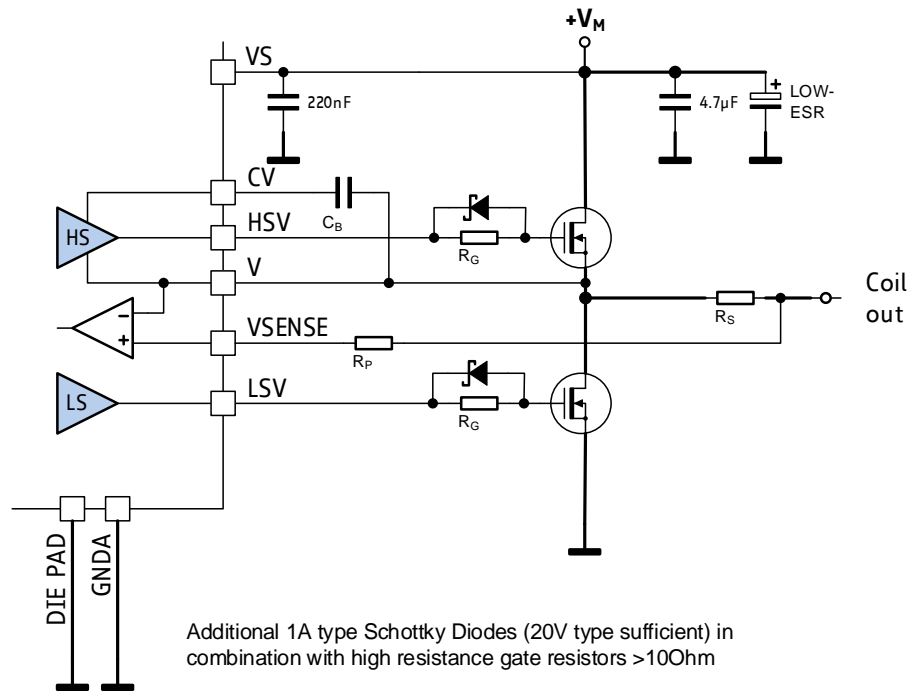 +VM
VS
220nF
4.7µF
+
LOW-
ESR
CV
CB
HS
HSV
RG
V
Coil
out
RS
−
+
VSENSE
RP
LS
LSV
RG
DIE PAD
GNDA
Additional 1A type Schottky Diodes (20V type sufficient) in
combination with high resistance gate resistors >10Ohm